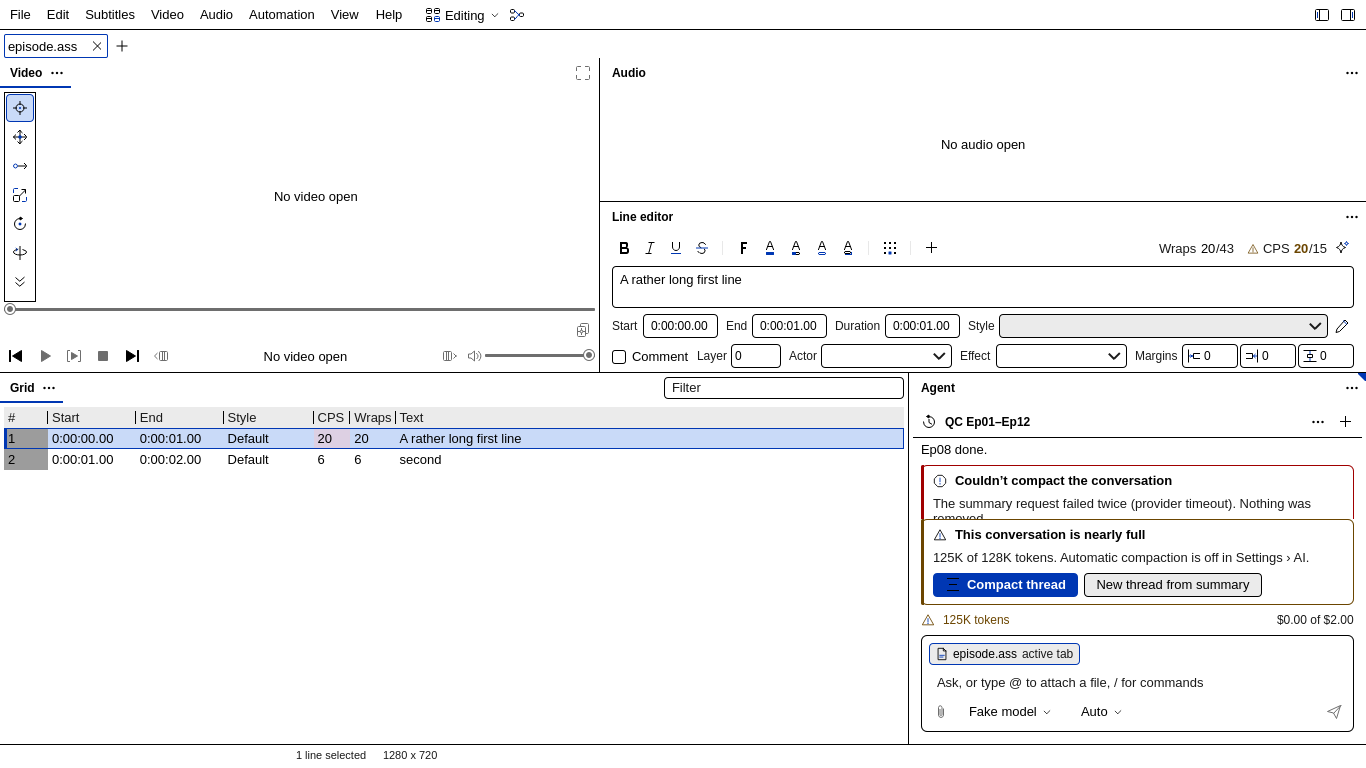 File Edit Subtitles Video Audio Automation View Help Editing
episode.ass
Video
No video open
No video open
Audio
No audio open
Line editor
B I U S F A A A A Wraps 20/43 CPS 20/15
A rather long first line
Start 0:00:00.00 End 0:00:01.00 Duration 0:00:01.00 Style
Comment Layer 0 Actor Effect Margins 0 0 0
Grid Filter
# Start End Style CPS Wraps Text
1 0:00:00.00 0:00:01.00 Default 20 20 A rather long first line
2 0:00:01.00 0:00:02.00 Default 6 6 second
Agent
QC Ep01–Ep12
Ep08 done.
Couldn’t compact the conversation
The summary request failed twice (provider timeout). Nothing was
removed
This conversation is nearly full
125K of 128K tokens. Automatic compaction is off in Settings › AI.
Compact thread New thread from summary
125K tokens $0.00 of $2.00
episode.ass active tab
Ask, or type @ to attach a file, / for commands
Fake model Auto
1 line selected 1280 x 720